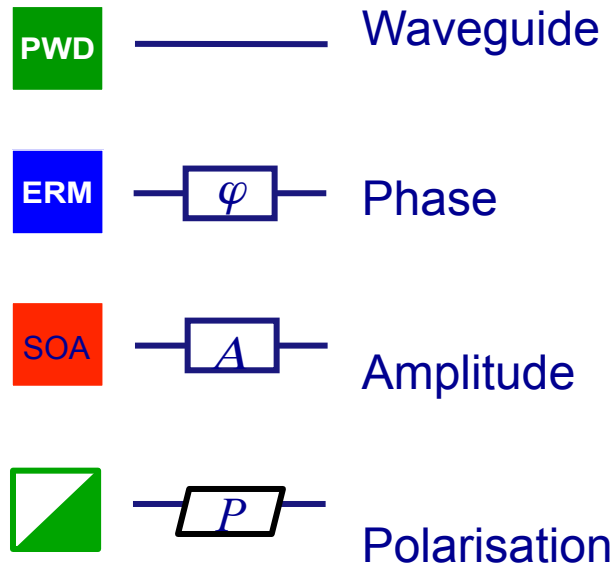 PWD Waveguide
ERM φ Phase
SOA A Amplitude
P Polarisation